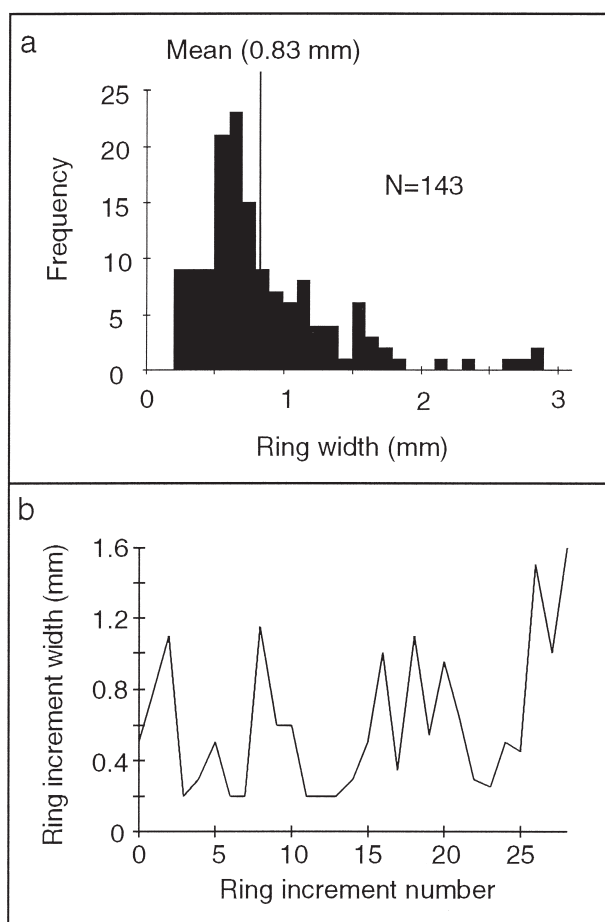 a
Mean (0.83 mm)
25
20
15
10
5
0
Frequency
N=143
0 1 2 3
Ring width (mm)
b
1.6
1.2
0.8
0.4
0
Ring increment width (mm)
0 5 10 15 20 25
Ring increment number